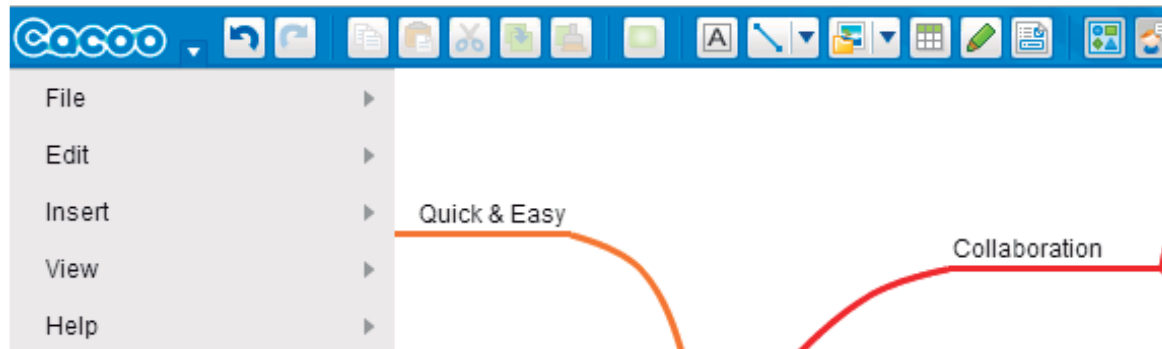 Cacoo
A
File
Edit
Insert
Quick & Easy
Collaboration
View
Help